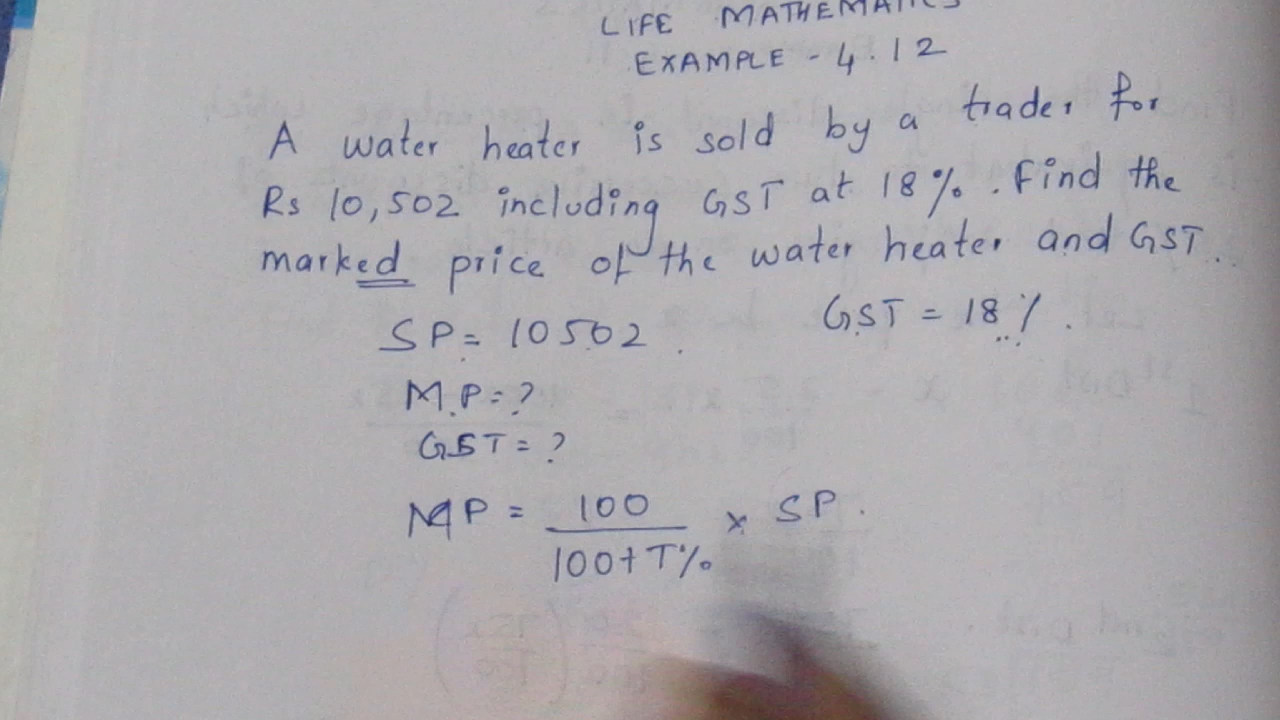 LIFE MATHEMATICS
EXAMPLE - 4.12
A water heater is sold by a trader for
Rs 10,502 including GST at 18%. Find the
marked price of the water heater and GST.
SP = 10502. GST = 18%.
M.P = ?
GST = ?
MP = 100 / 100+T% × SP.